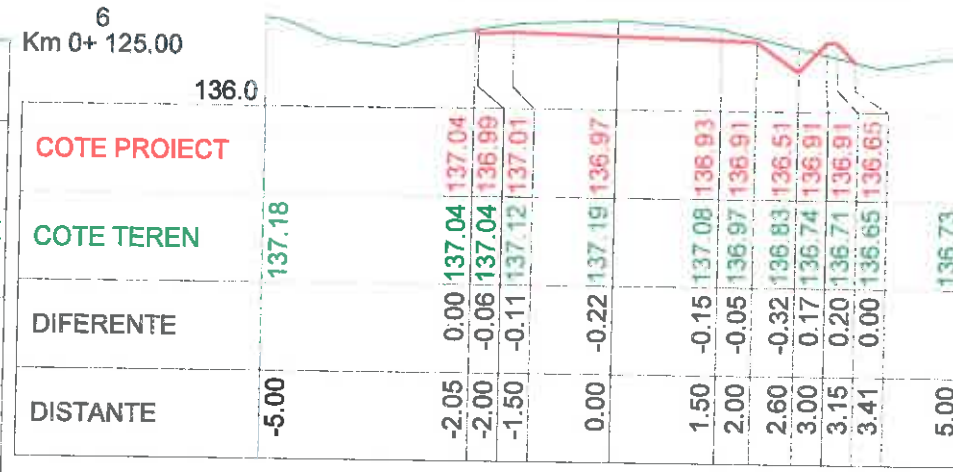 6
Km 0+ 125,00
136.0
COTE PROIECT 137.04 136.99 137.01 136.97 136.93 136.91 136.51 136.91 136.91 136.65
COTE TEREN 137.18 137.04 137.04 137.12 137.19 137.08 136.97 136.83 136.74 136.71 136.65 136.73
DIFERENTE 0.00 -0.06 -0.11 -0.22 -0.15 -0.05 -0.32 0.17 0.20 0.00
DISTANTE -5.00 -2.05 -2.00 -1.50 0.00 1.50 2.00 2.60 3.00 3.15 3.41 5.00